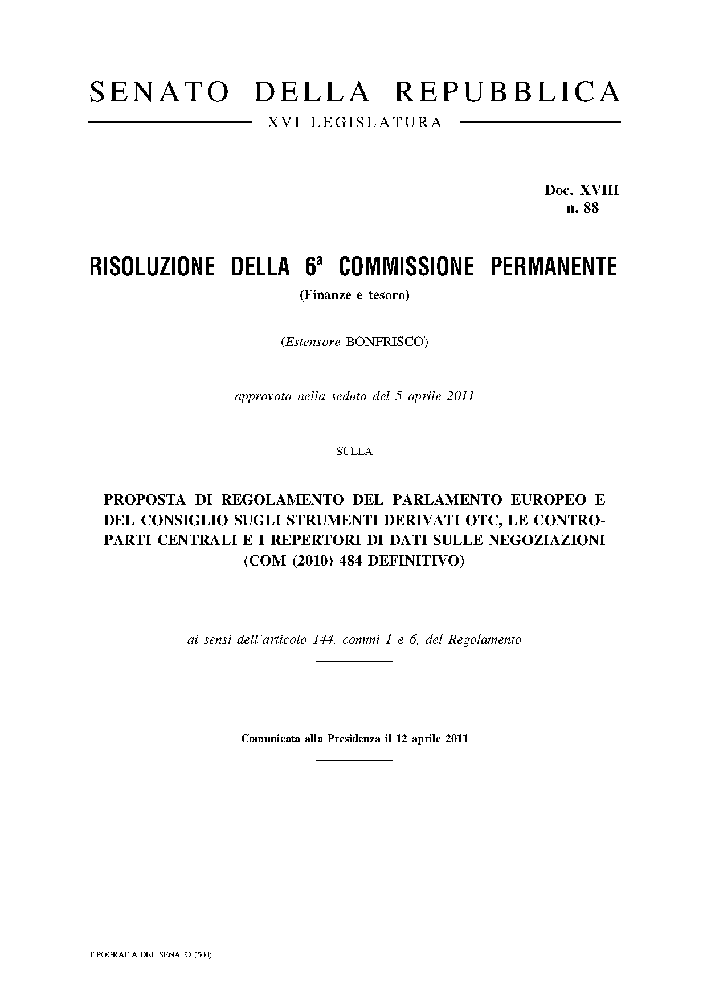 SENATO DELLA REPUBBLICA
XVI LEGISLATURA
Doc. XVIII
n. 88
RISOLUZIONE DELLA 6ª COMMISSIONE PERMANENTE
(Finanze e tesoro)
(Estensore BONFRISCO)
approvata nella seduta del 5 aprile 2011
SULLA
PROPOSTA DI REGOLAMENTO DEL PARLAMENTO EUROPEO E
DEL CONSIGLIO SUGLI STRUMENTI DERIVATI OTC, LE CONTRO-
PARTI CENTRALI E I REPERTORI DI DATI SULLE NEGOZIAZIONI
(COM (2010) 484 DEFINITIVO)
ai sensi dell’articolo 144, commi 1 e 6, del Regolamento
Comunicata alla Presidenza il 12 aprile 2011
TIPOGRAFIA DEL SENATO (500)